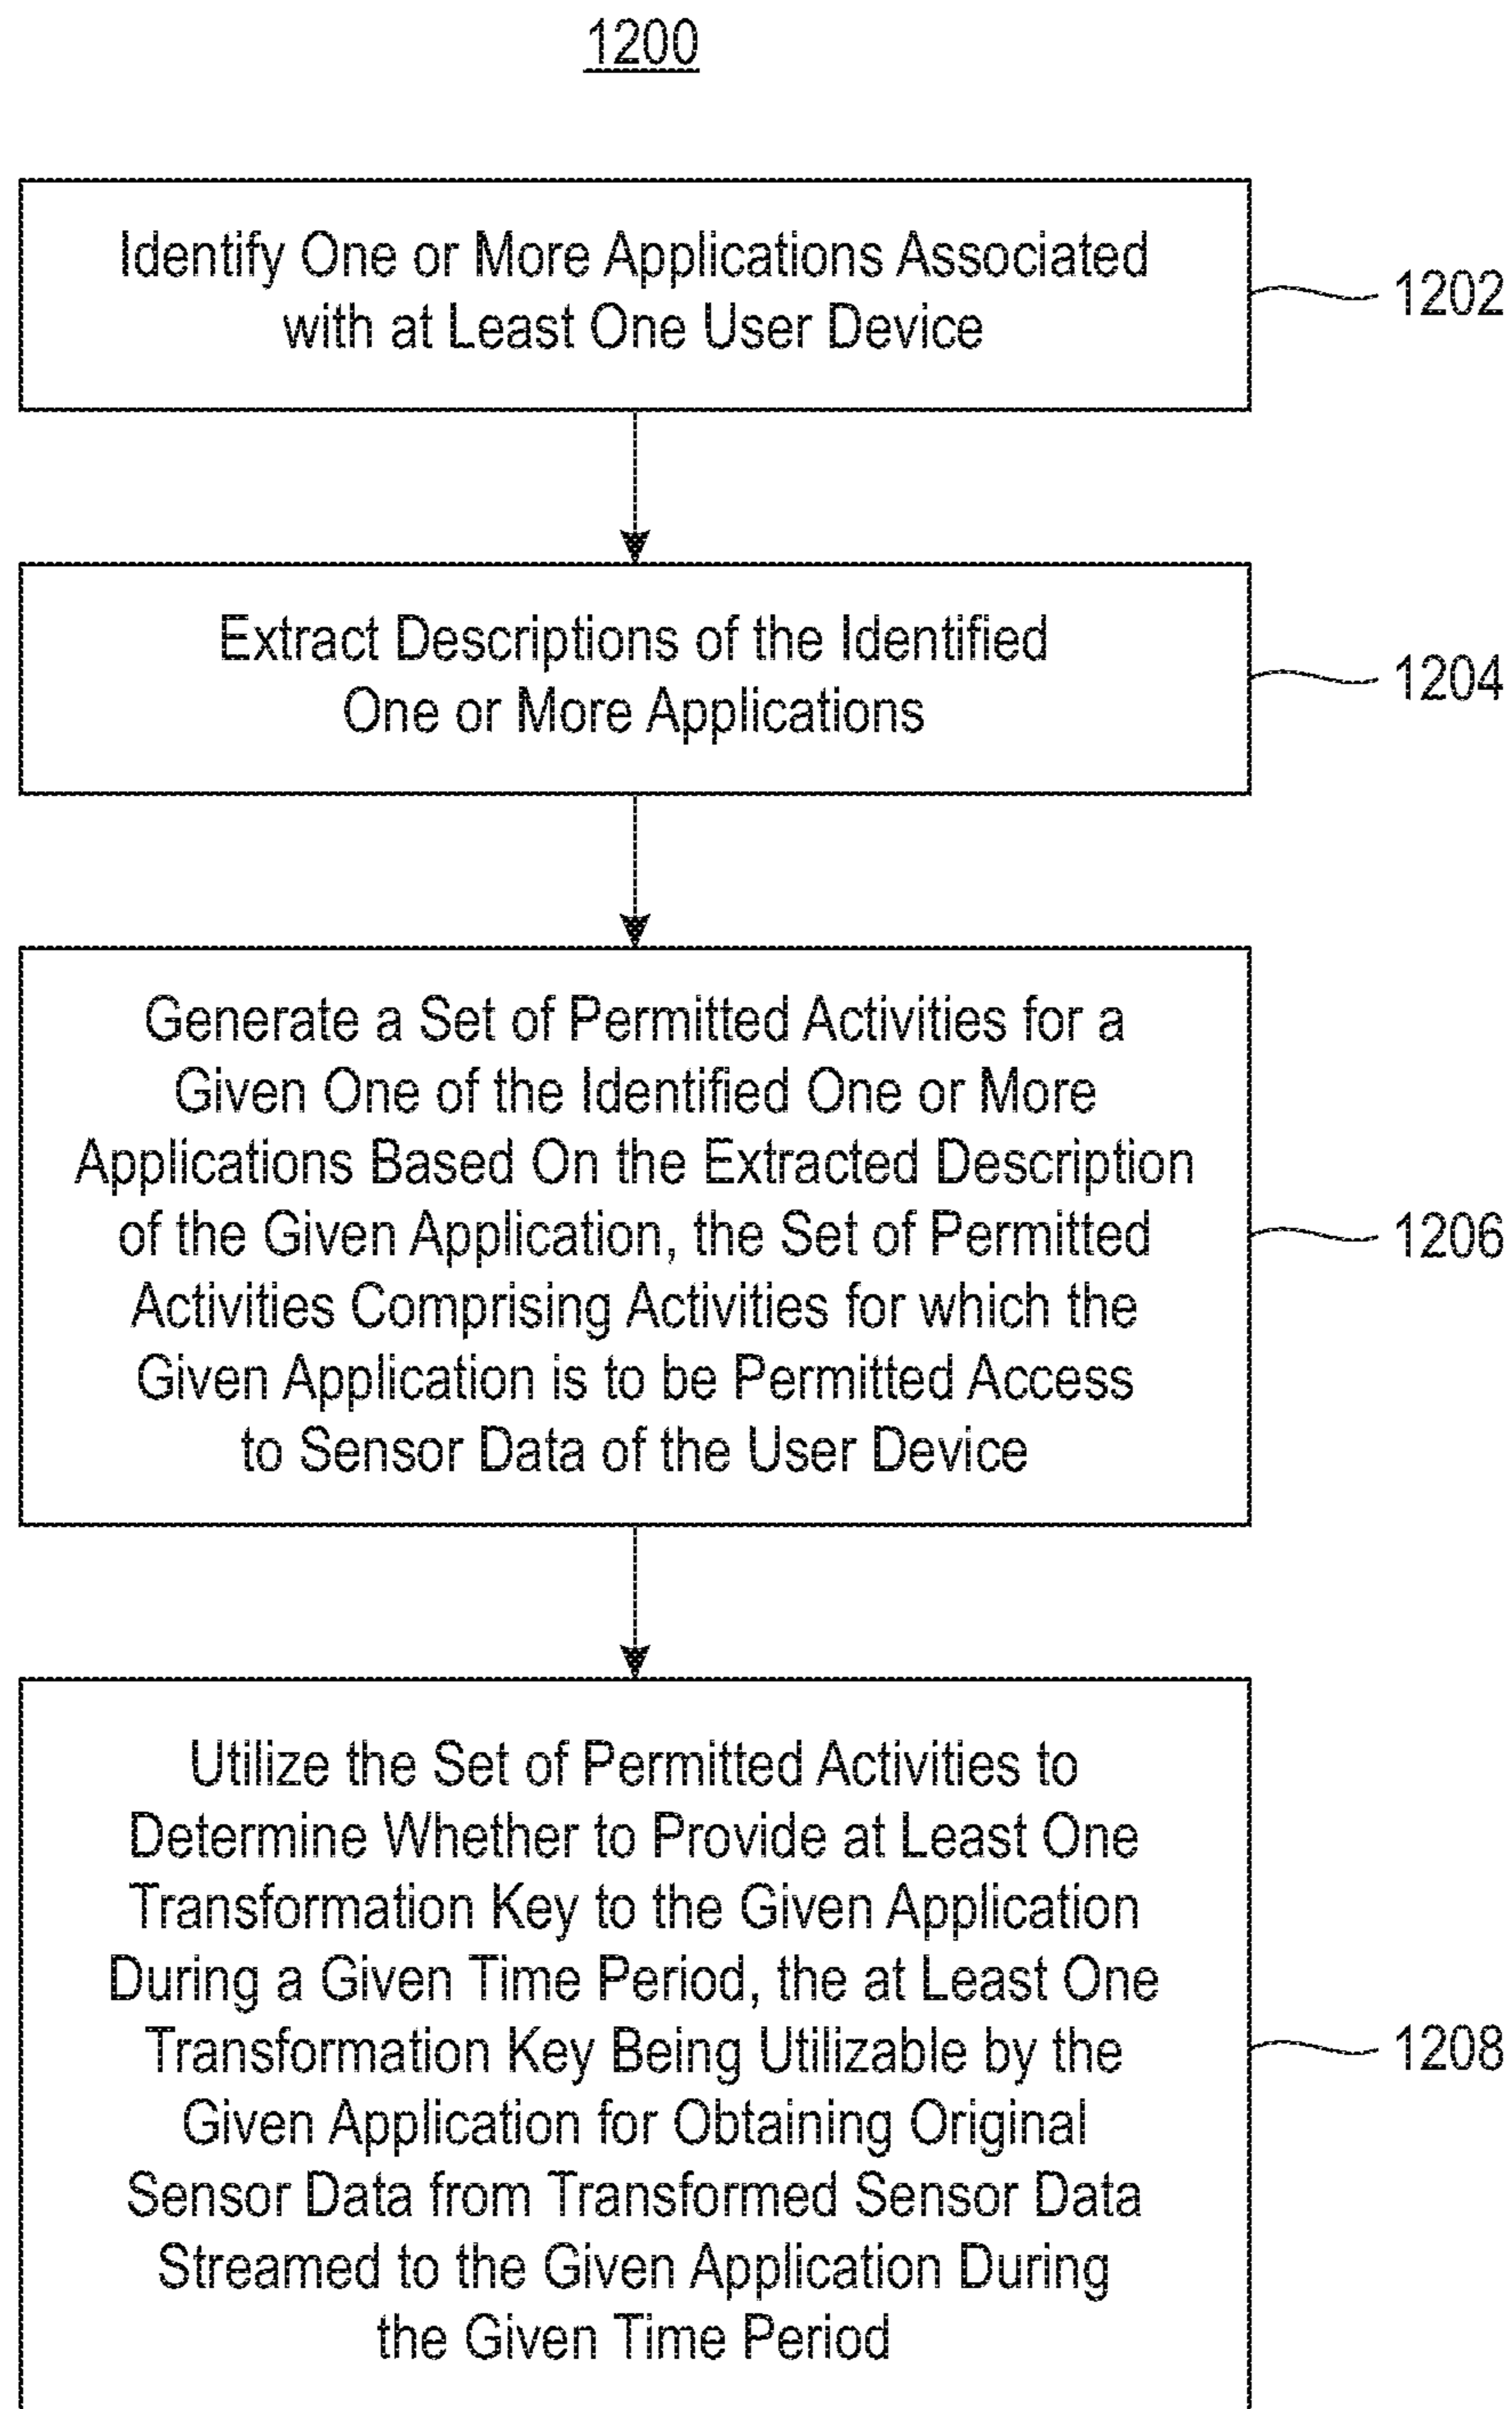 1200
Identify One or More Applications Associated
with at Least One User Device
1202
Extract Descriptions of the Identified
One or More Applications
1204
Generate a Set of Permitted Activities for a
Given One of the Identified One or More
Applications Based On the Extracted Description
of the Given Application, the Set of Permitted
Activities Comprising Activities for which the
Given Application is to be Permitted Access
to Sensor Data of the User Device
1206
Utilize the Set of Permitted Activities to
Determine Whether to Provide at Least One
Transformation Key to the Given Application
During a Given Time Period, the at Least One
Transformation Key Being Utilizable by the
Given Application for Obtaining Original
Sensor Data from Transformed Sensor Data
Streamed to the Given Application During
the Given Time Period
1208